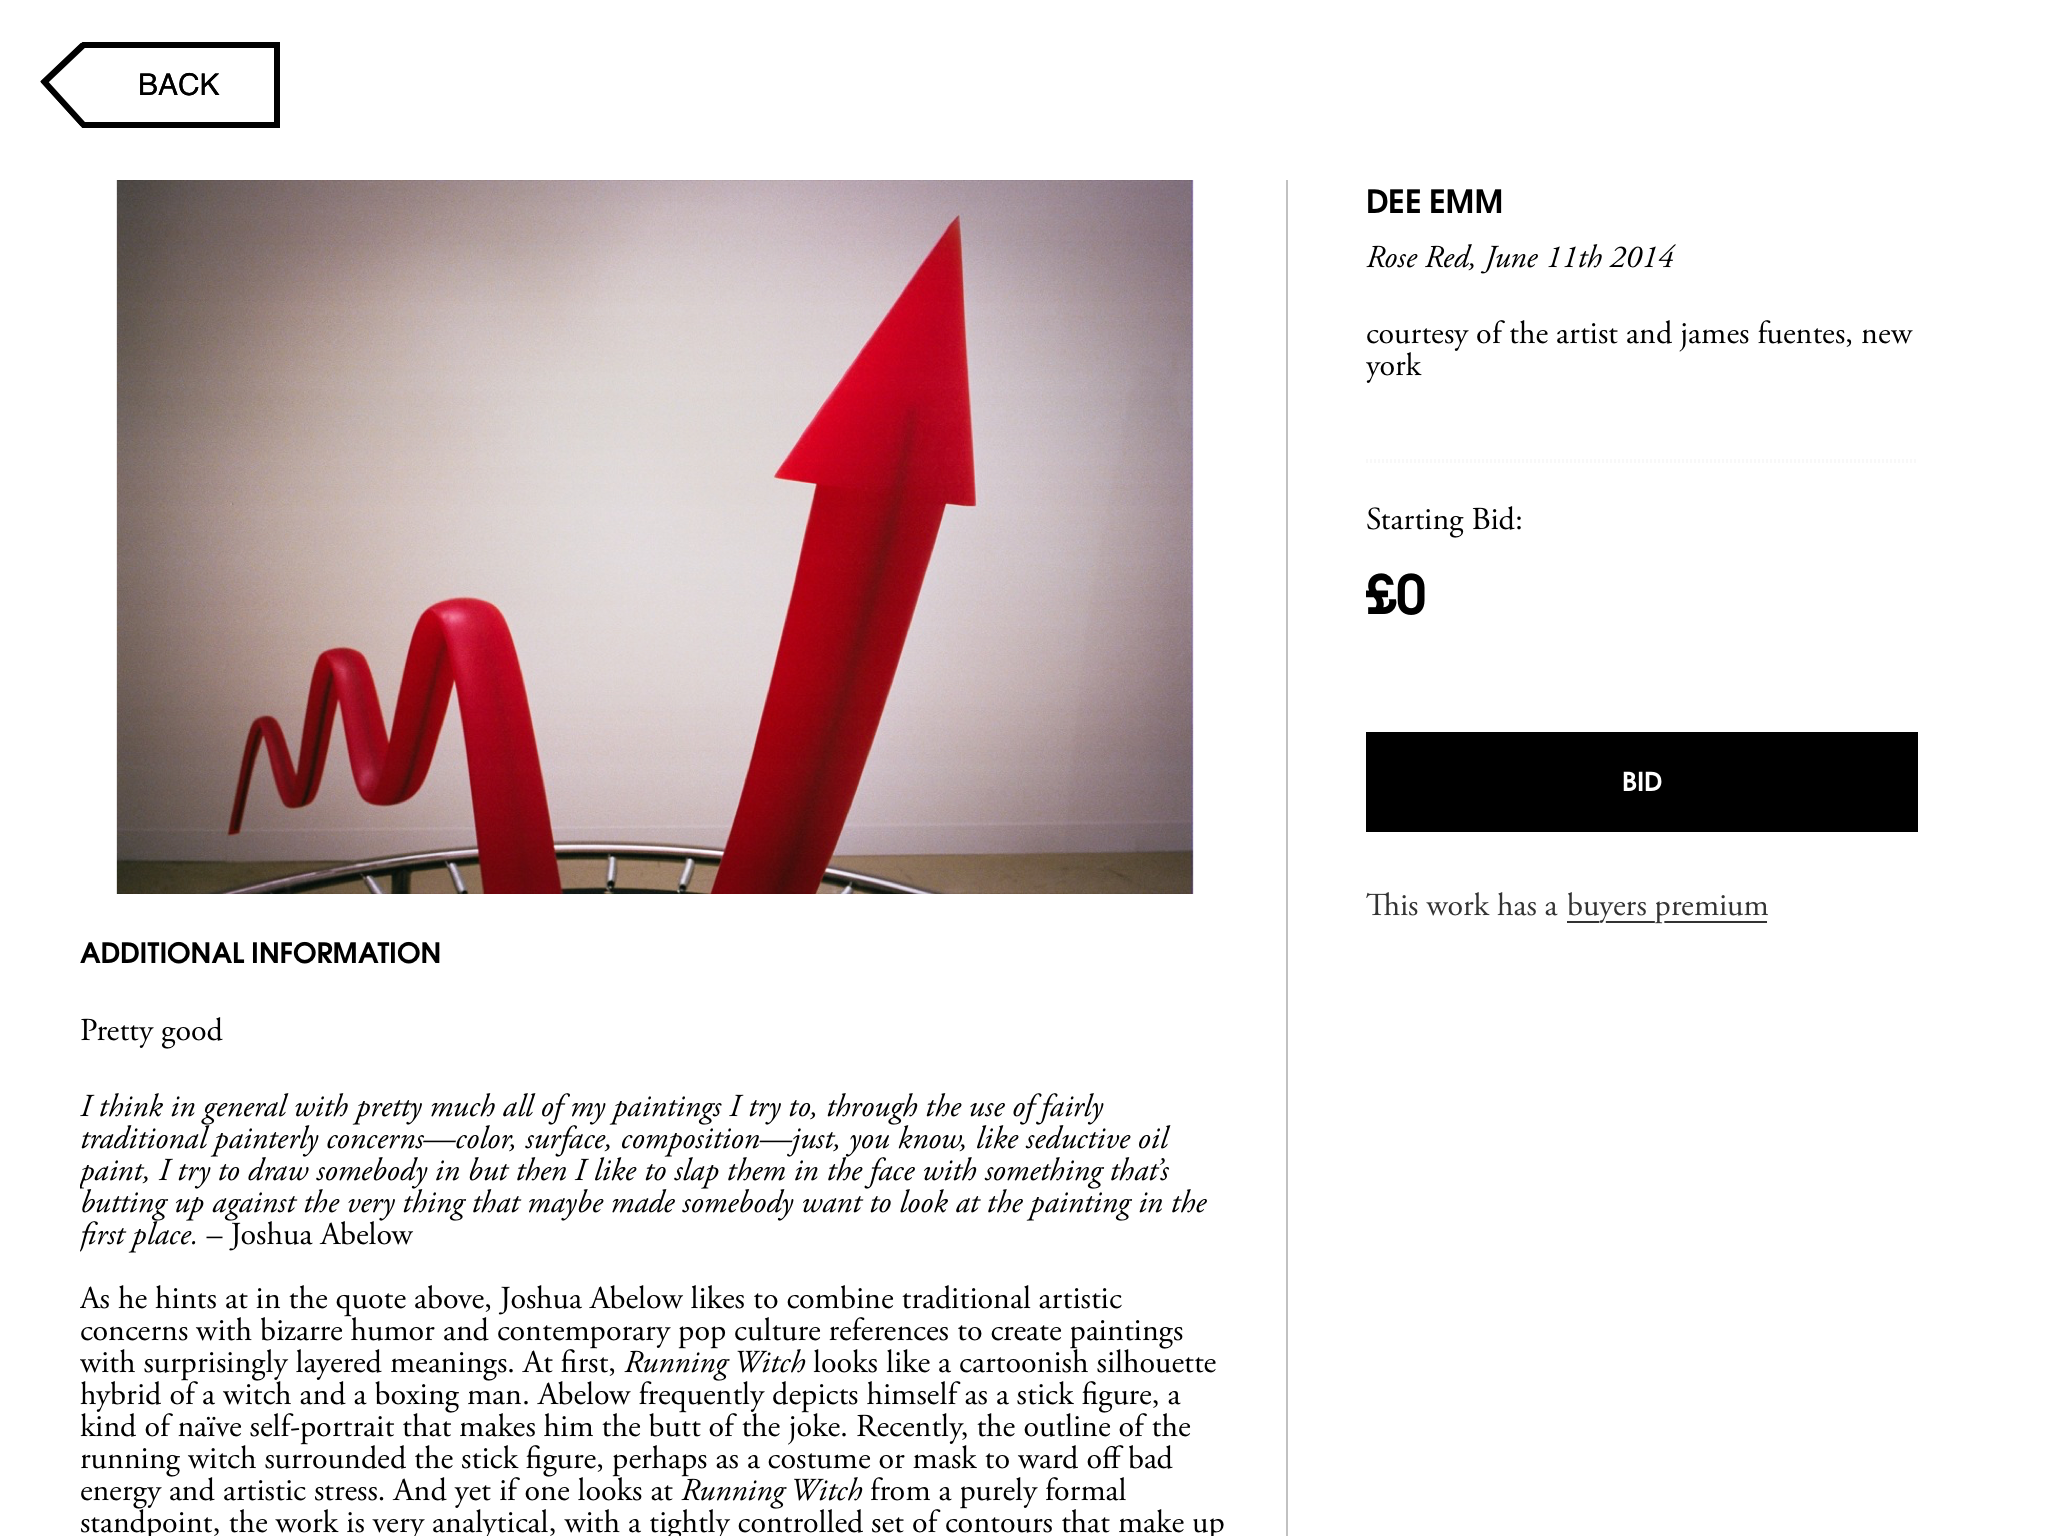 BACK
DEE EMM
Rose Red, June 11th 2014
courtesy of the artist and james fuentes, new
york
Starting Bid:
£0
BID
This work has a buyers premium
ADDITIONAL INFORMATION
Pretty good
I think in general with pretty much all of my paintings I try to, through the use of fairly
traditional painterly concerns—color, surface, composition—just, you know, like seductive oil
paint, I try to draw somebody in but then I like to slap them in the face with something that’s
butting up against the very thing that maybe made somebody want to look at the painting in the
first place. – Joshua Abelow
As he hints at in the quote above, Joshua Abelow likes to combine traditional artistic
concerns with bizarre humor and contemporary pop culture references to create paintings
with surprisingly layered meanings. At first, Running Witch looks like a cartoonish silhouette
hybrid of a witch and a boxing man. Abelow frequently depicts himself as a stick figure, a
kind of naïve self-portrait that makes him the butt of the joke. Recently, the outline of the
running witch surrounded the stick figure, perhaps as a costume or mask to ward off bad
energy and artistic stress. And yet if one looks at Running Witch from a purely formal
standpoint, the work is very analytical, with a tightly controlled set of contours that make up